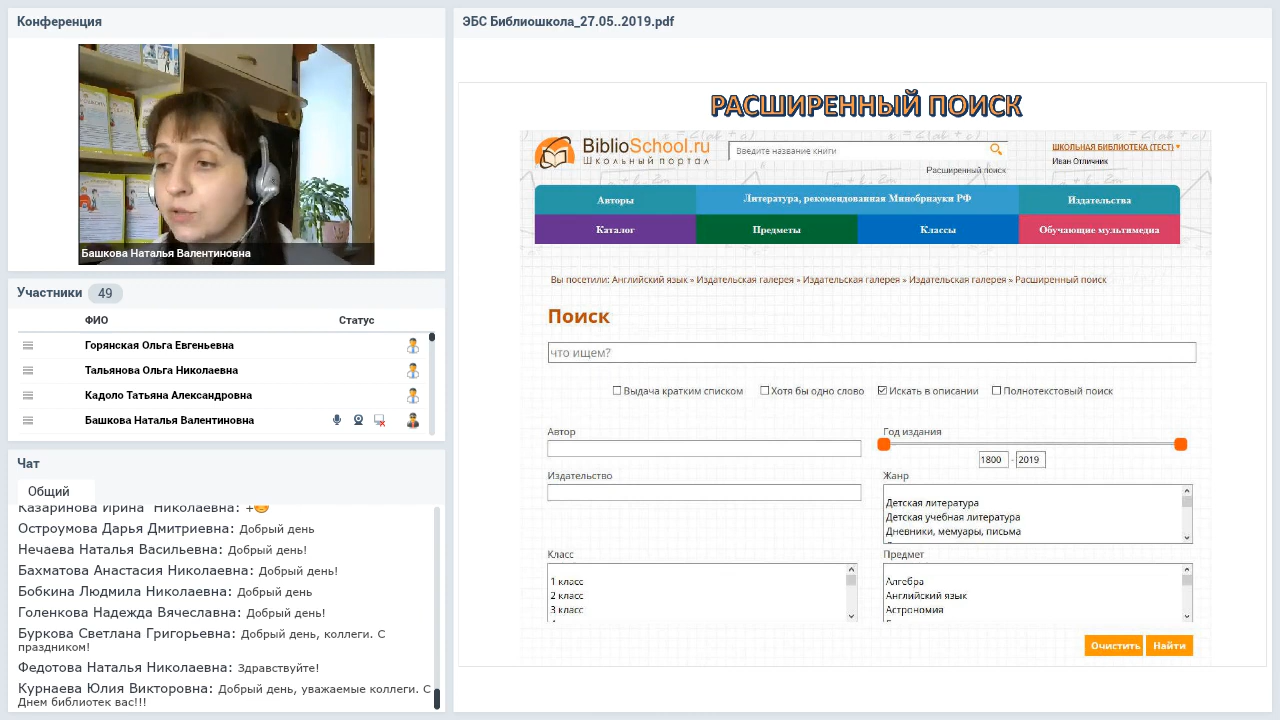 Конференция
Башкова Наталья Валентиновна
Участники 49
ФИО Статус
Горянская Ольга Евгеньевна
Тальянова Ольга Николаевна
Кадоло Татьяна Александровна
Башкова Наталья Валентиновна
Чат
Общий
Казаринова Ирина Николаевна: +
Остроумова Дарья Дмитриевна: Добрый день
Нечаева Наталья Васильевна: Добрый день!
Бахматова Анастасия Николаевна: Добрый день!
Бобкина Людмила Николаевна: Добрый день
Голенкова Надежда Вячеславна: Добрый день!
Буркова Светлана Григорьевна: Добрый день, коллеги. С
праздником!
Федотова Наталья Николаевна: Здравствуйте!
Курнаева Юлия Викторовна: Добрый день, уважаемые коллеги. С
Днем библиотек вас!!!
ЭБС Библиошкола_27.05..2019.pdf
РАСШИРЕННЫЙ ПОИСК
BiblioSchool.ru
Школьный портал
Введите название книги
Расширенный поиск
ШКОЛЬНАЯ БИБЛИОТЕКА (ТЕСТ)
Иван Отличник
Авторы Литература, рекомендованная Минобрнауки РФ Издательства
Каталог Предметы Классы Обучающие мультимедиа
Вы посетили: Английский язык » Издательская галерея » Издательская галерея » Издательская галерея » Расширенный поиск
Поиск
что ищем?
Выдача кратким списком Хотя бы одно слово Искать в описании Полнотекстовый поиск
Автор
Год издания
1800 - 2019
Издательство
Жанр
Детская литература
Детская учебная литература
Дневники, мемуары, письма
Класс
1 класс
2 класс
3 класс
Предмет
Алгебра
Английский язык
Астрономия
Очистить Найти